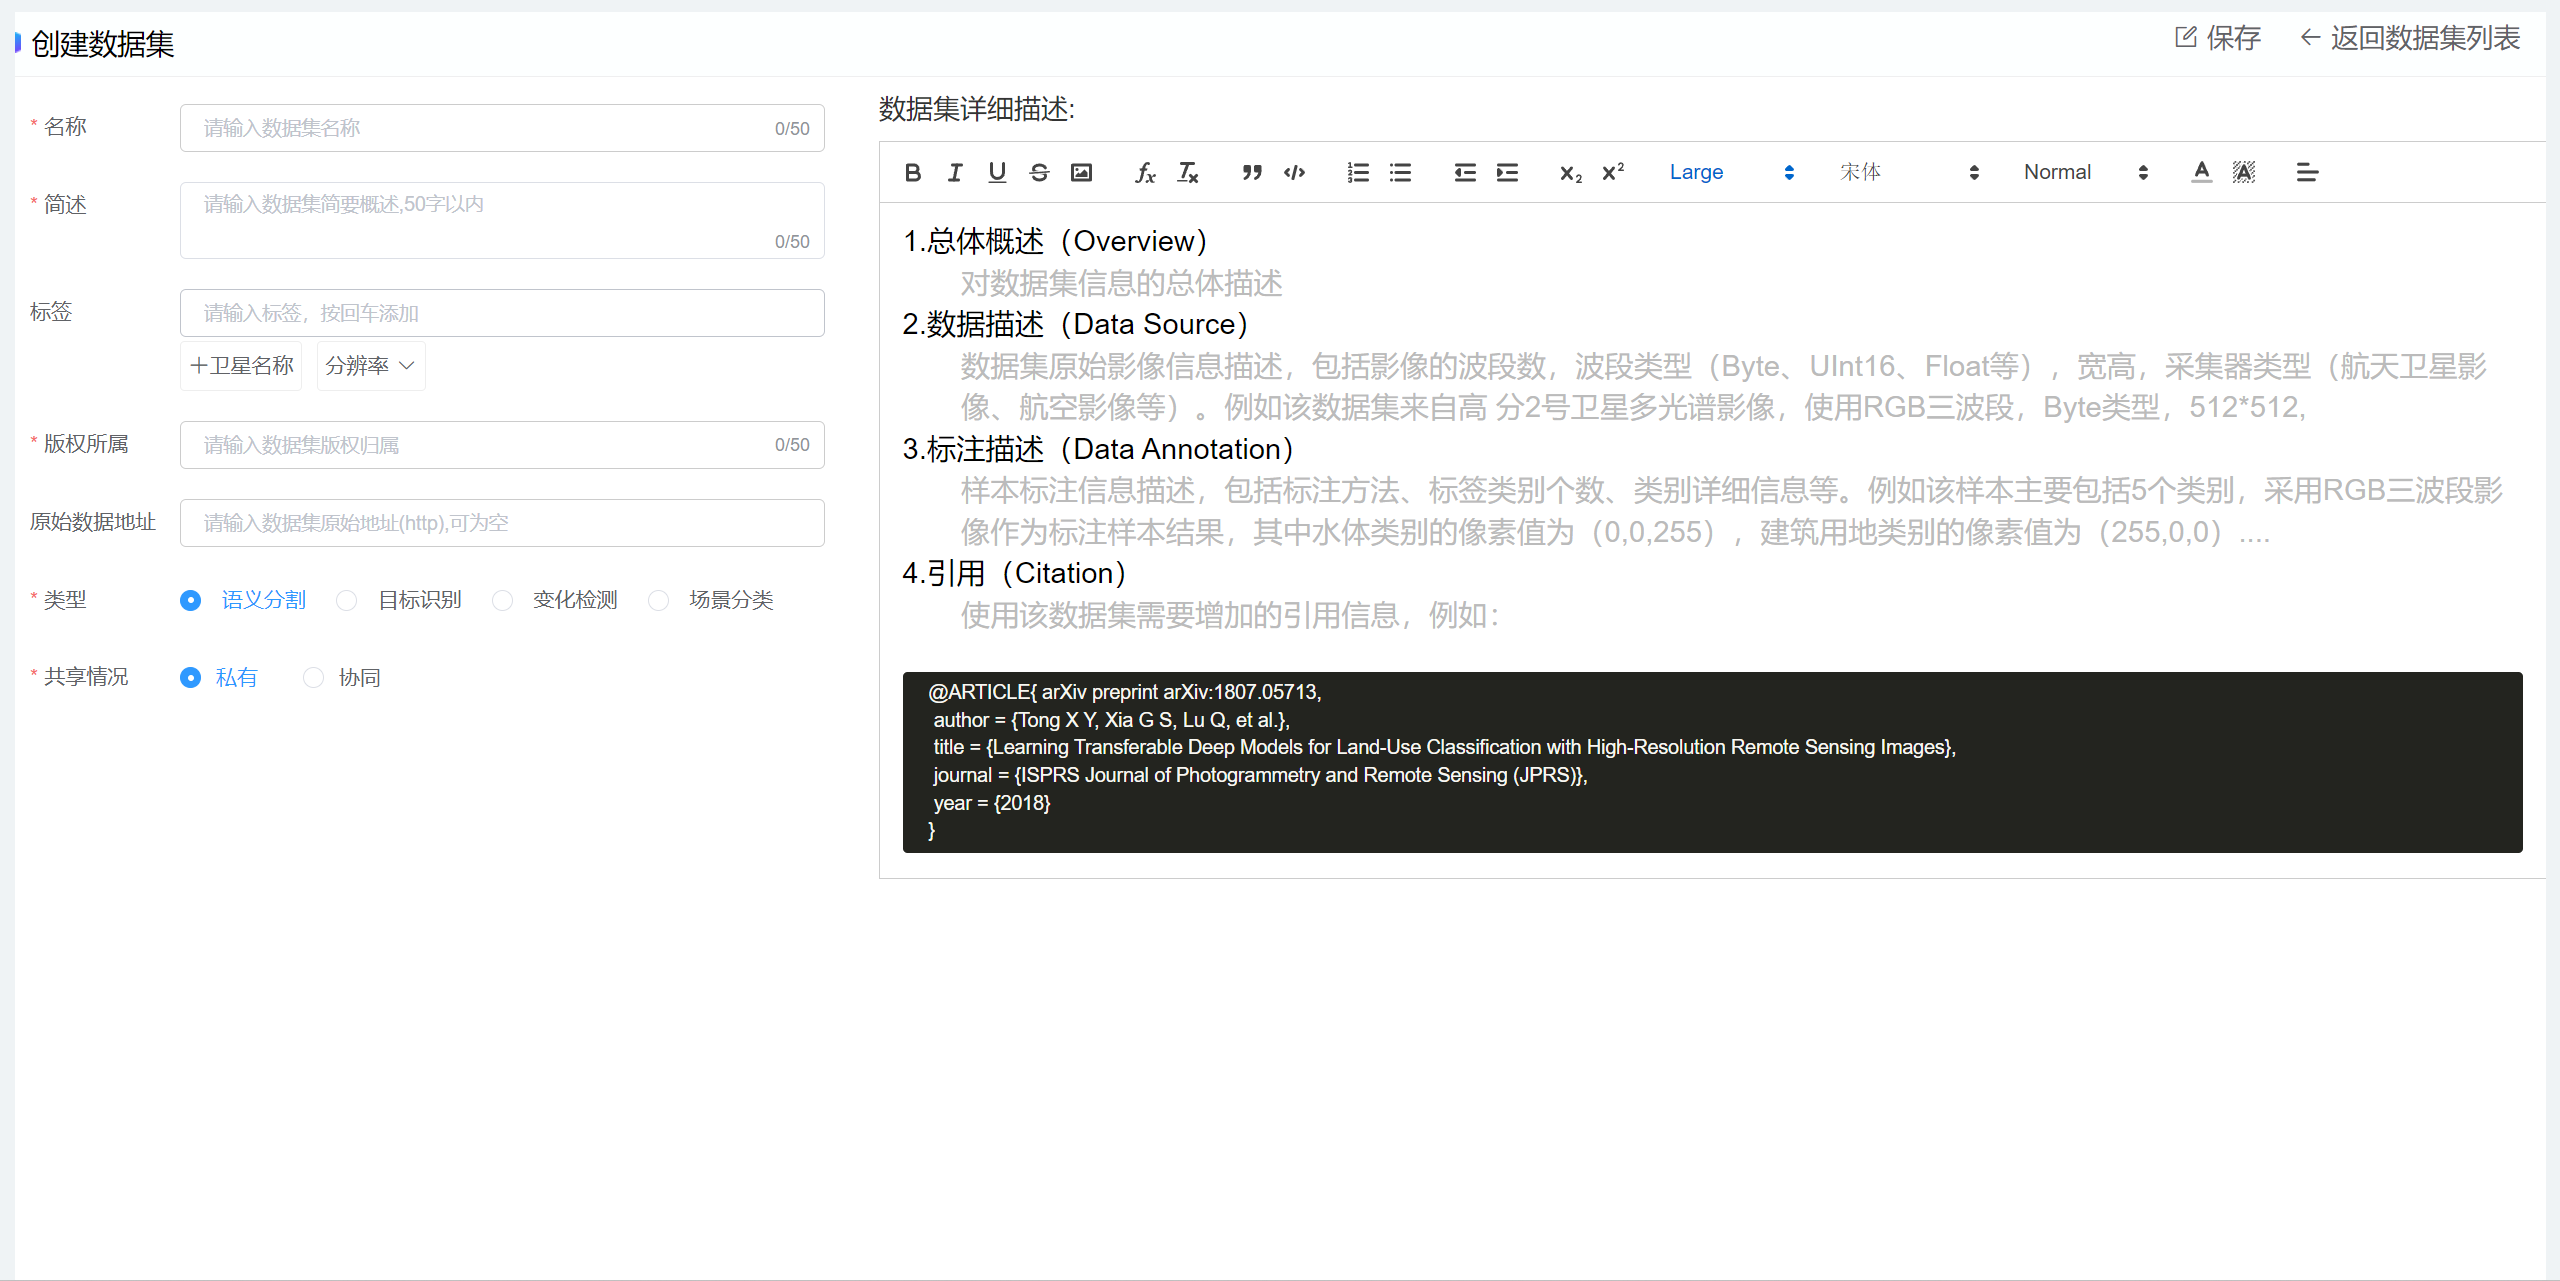 创建数据集
保存
返回数据集列表
* 名称
请输入数据集名称
0/50
* 简述
请输入数据集简要概述,50字以内
0/50
标签
请输入标签，按回车添加
+卫星名称
分辨率
* 版权所属
请输入数据集版权归属
0/50
原始数据地址
请输入数据集原始地址(http),可为空
* 类型
语义分割
目标识别
变化检测
场景分类
* 共享情况
私有
协同
数据集详细描述:
Large
宋体
Normal
1.总体概述（Overview）
对数据集信息的总体描述
2.数据描述（Data Source）
数据集原始影像信息描述，包括影像的波段数，波段类型（Byte、UInt16、Float等），宽高，采集器类型（航天卫星影
像、航空影像等）。例如该数据集来自高 分2号卫星多光谱影像，使用RGB三波段，Byte类型，512*512,
3.标注描述（Data Annotation）
样本标注信息描述，包括标注方法、标签类别个数、类别详细信息等。例如该样本主要包括5个类别，采用RGB三波段影
像作为标注样本结果，其中水体类别的像素值为（0,0,255），建筑用地类别的像素值为（255,0,0）....
4.引用（Citation）
使用该数据集需要增加的引用信息，例如：
@ARTICLE{ arXiv preprint arXiv:1807.05713,
author = {Tong X Y, Xia G S, Lu Q, et al.},
title = {Learning Transferable Deep Models for Land-Use Classification with High-Resolution Remote Sensing Images},
journal = {ISPRS Journal of Photogrammetry and Remote Sensing (JPRS)},
year = {2018}
}